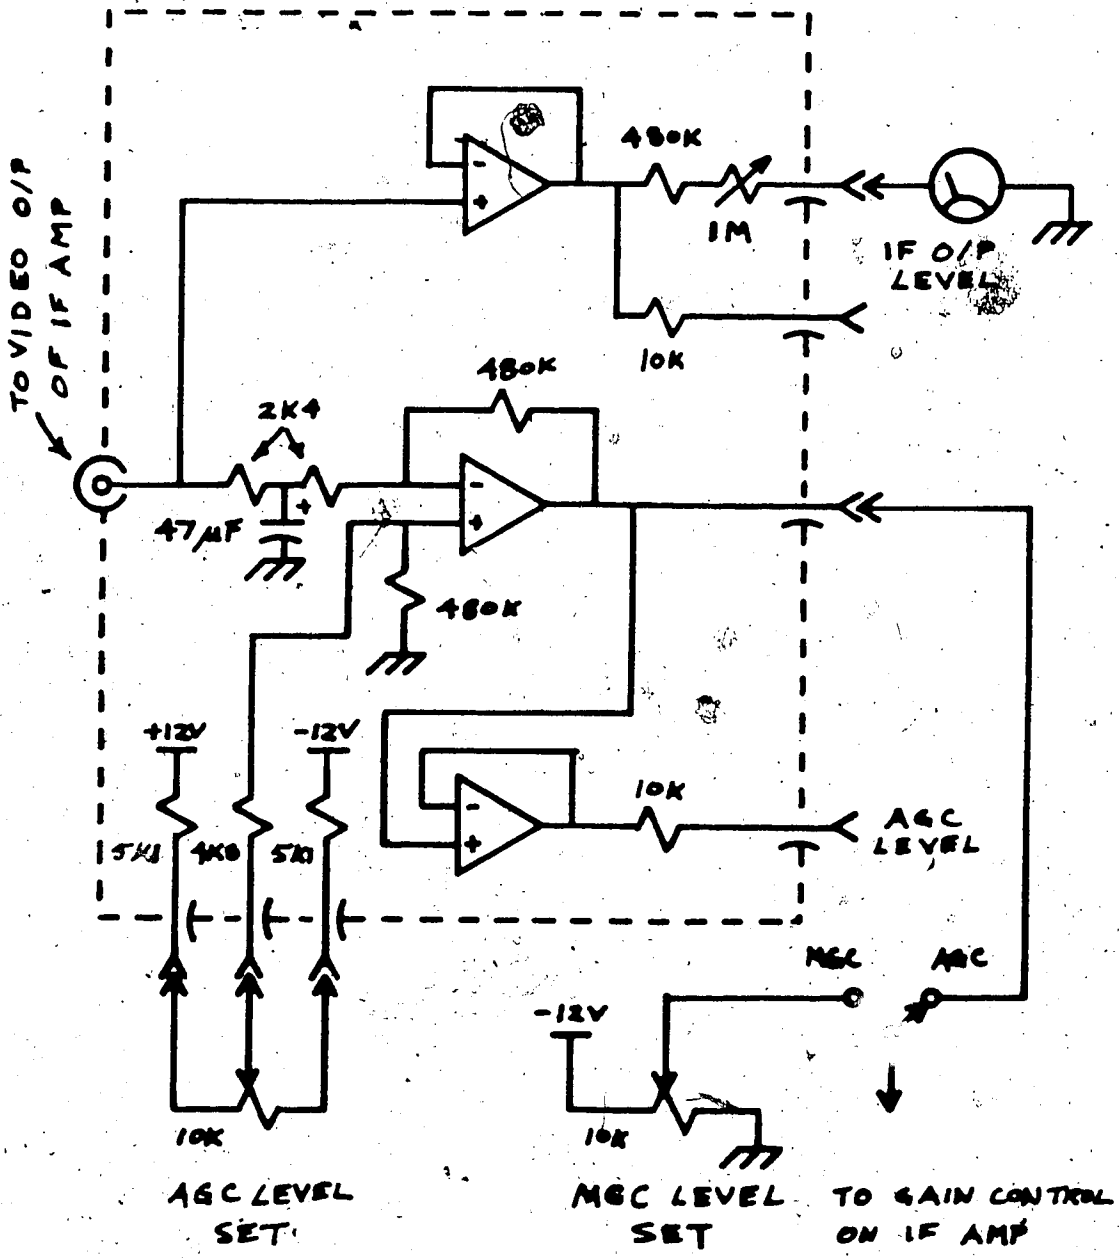 TO VIDEO O/P
OF IF AMP
480K
1M
IF O/P
LEVEL
10K
480K
2K4
-
+
-
+
+
47µF
480K
+12V
-12V
5K1
4K8
5K1
-
+
10K
AGC
LEVEL
MGC
AGC
-12V
10K
10K
AGC LEVEL
SET
MGC LEVEL
SET
TO GAIN CONTROL
ON IF AMP